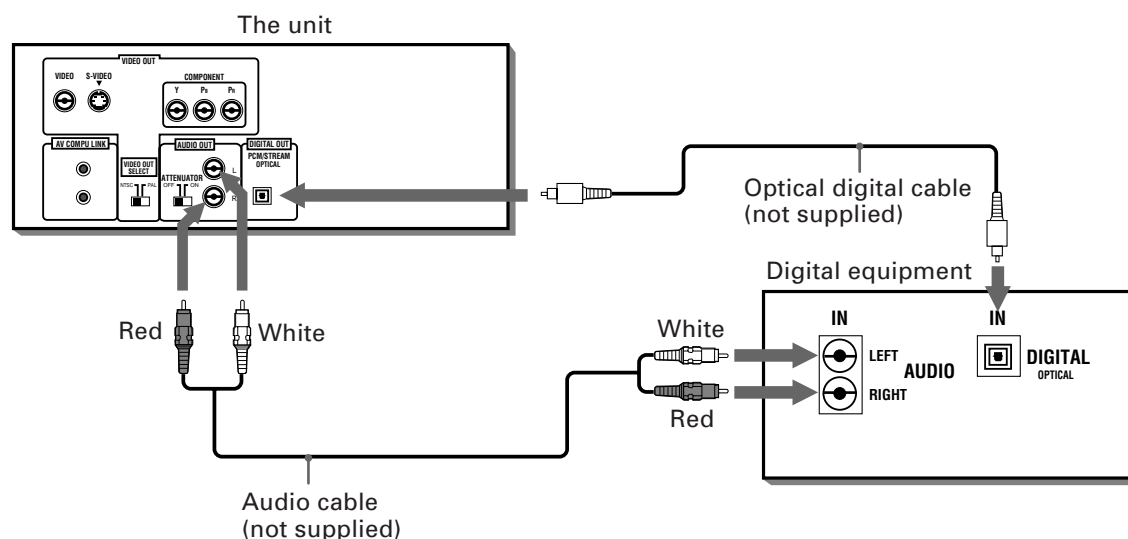 The unit
VIDEO OUT
VIDEO
S-VIDEO
COMPONENT
Y
PB
PR
AV COMPU LINK
VIDEO OUT
SELECT
NTSC
PAL
AUDIO OUT
ATTENUATOR
OFF
ON
L
R
DIGITAL OUT
PCM/STREAM
OPTICAL
Optical digital cable
(not supplied)
Digital equipment
Red
White
White
Red
IN
LEFT
AUDIO
RIGHT
IN
DIGITAL
OPTICAL
Audio cable
(not supplied)